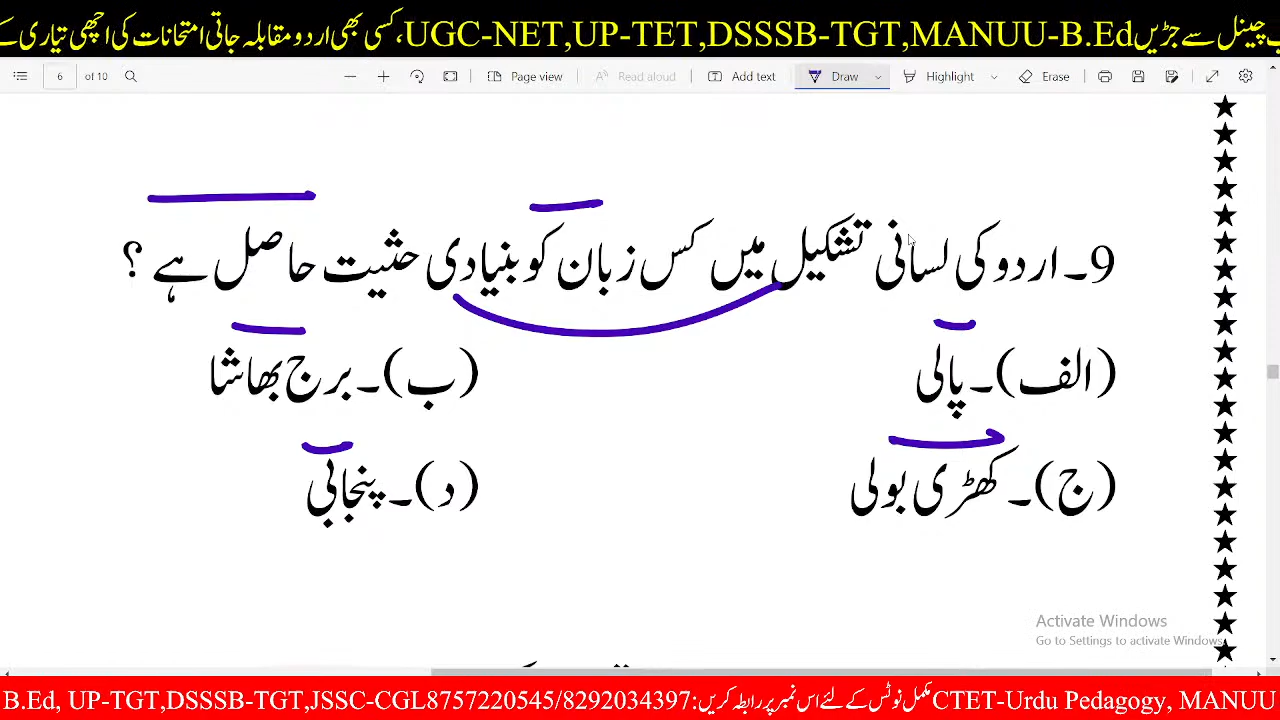 ب چینل سے جڑیں UGC-NET,UP-TET,DSSSB-TGT,MANUU-B.Ed، کسی بھی اردو مقابلہ جاتی امتحانات کی اچھی تیاری کے
6 of 10 Page view Read aloud Add text Draw Highlight Erase
9۔ اردو کی لسانی تشکیل میں کس زبان کو بنیادی حثیت حاصل ہے ؟
(الف)۔ پالی (ب)۔ برج بھاشا
(ج)۔ کھڑی بولی (د)۔ پنجابی
Activate Windows
Go to Settings to activate Windows.
CTET-Urdu Pedagogy, MANUU مکمل نوٹس کے لئے اس نمبر پر رابطہ کریں: B.Ed, UP-TGT,DSSSB-TGT,JSSC-CGL8757220545/8292034397